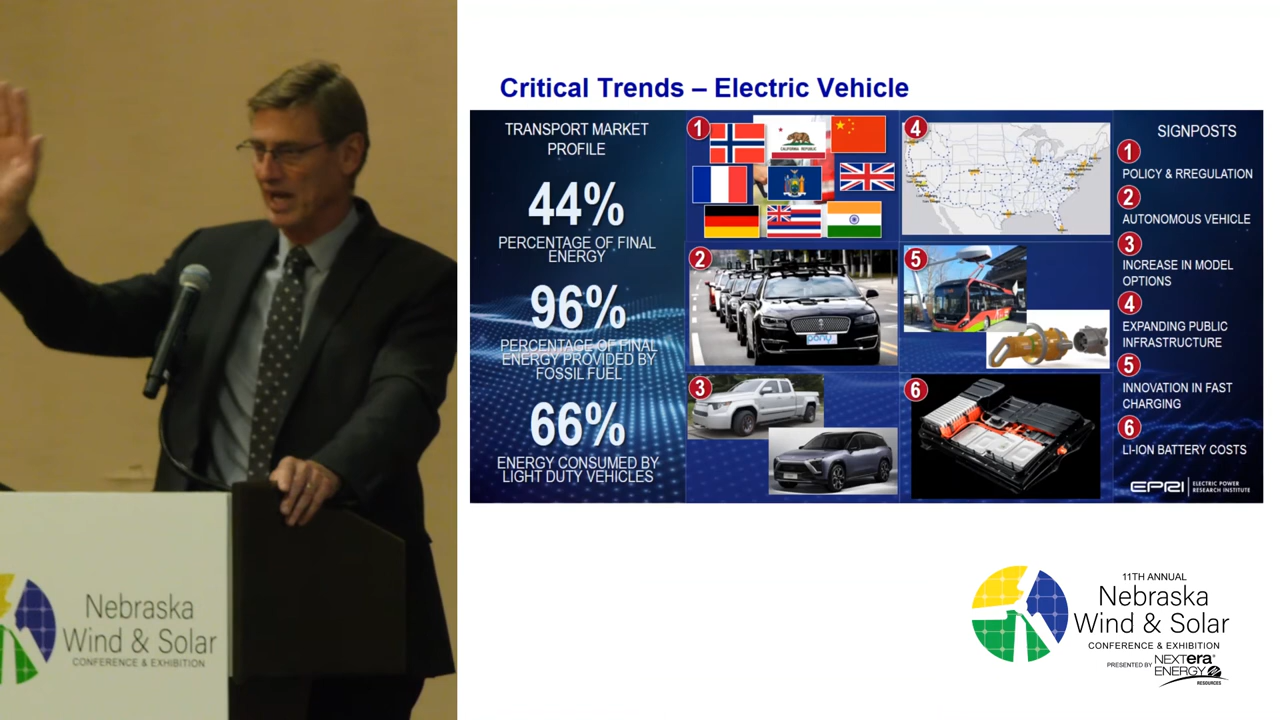 Critical Trends – Electric Vehicle
TRANSPORT MARKET
PROFILE
44%
PERCENTAGE OF FINAL
ENERGY
96%
PERCENTAGE OF FINAL
ENERGY PROVIDED BY
FOSSIL FUEL
66%
ENERGY CONSUMED BY
LIGHT DUTY VEHICLES
1
CALIFORNIA REPUBLIC
2
pony
3
4
5
6
SIGNPOSTS
1
POLICY & RREGULATION
2
AUTONOMOUS VEHICLE
3
INCREASE IN MODEL
OPTIONS
4
EXPANDING PUBLIC
INFRASTRUCTURE
5
INNOVATION IN FAST
CHARGING
6
LI-ION BATTERY COSTS
EPRI
ELECTRIC POWER
RESEARCH INSTITUTE
Nebraska
Wind & Solar
CONFERENCE & EXHIBITION
11TH ANNUAL
Nebraska
Wind & Solar
CONFERENCE & EXHIBITION
PRESENTED BY NEXTera®
ENERGY
RESOURCES